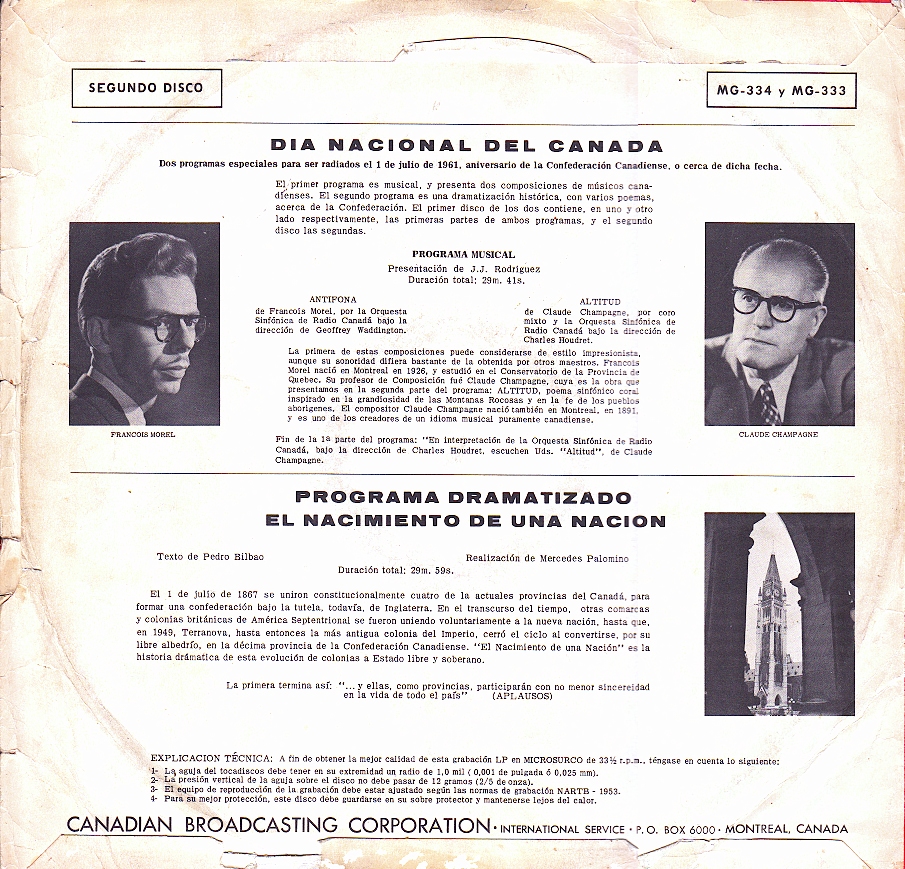 SEGUNDO DISCO
MG-334 y MG-333
DIA NACIONAL DEL CANADA
Dos programas especiales para ser radiados el 1 de julio de 1961, aniversario de la Confederación Canadiense, o cerca de dicha fecha.
El primer programa es musical, y presenta dos composiciones de músicos cana-
dienses. El segundo programa es una dramatización histórica, con varios poemas,
acerca de la Confederación. El primer disco de los dos contiene, en uno y otro
lado respectivamente, las primeras partes de ambos programas, y el segundo
disco las segundas.
PROGRAMA MUSICAL
Presentación de J.J. Rodríguez
Duración total: 29m. 41s.
ANTIFONA
de Francois Morel, por la Orquesta
Sinfónica de Radio Canadá bajo la
dirección de Geoffrey Waddington.
ALTITUD
de Claude Champagne, por coro
mixto y la Orquesta Sinfónica de
Radio Canadá bajo la dirección de
Charles Houdret.
La primera de estas composiciones puede considerarse de estilo impresionista,
aunque su sonoridad difiera bastante de la obtenida por otros maestros. Francois
Morel nació en Montreal en 1926, y estudió en el Conservatorio de la Provincia de
Quebec. Su profesor de Composición fué Claude Champagne, cuya es la obra que
presentamos en la segunda parte del programa: ALTITUD, poema sinfónico coral
inspirado en la grandiosidad de las Montanas Rocosas y en la fe de los pueblos
aborígenes. El compositor Claude Champagne nació también en Montreal, en 1891,
y es uno de los creadores de un idioma musical puramente canadiense.
Fin de la 1ª parte del programa: "En interpretación de la Orquesta Sinfónica de Radio
Canadá, bajo la dirección de Charles Houdret, escuchen Uds. "Altitud", de Claude
Champagne.
FRANCOIS MOREL
CLAUDE CHAMPAGNE
PROGRAMA DRAMATIZADO
EL NACIMIENTO DE UNA NACION
Texto de Pedro Bilbao
Realización de Mercedes Palomino
Duración total: 29m. 59s.
El 1 de julio de 1867 se uniron constitucionalmente cuatro de la actuales provincias del Canadá, para
formar una confederación bajo la tutela, todavía, de Inglaterra. En el transcurso del tiempo, otras comarcas
y colonias británicas de América Septentrional se fueron uniendo voluntariamente a la nueva nación, hasta que,
en 1949, Terranova, hasta entonces la más antigua colonia del Imperio, cerró el ciclo al convertirse, por su
libre albedrío, en la décima provincia de la Confederación Canadiense. "El Nacimiento de una Nación" es la
historia drámatica de esta evolución de colonias a Estado libre y soberano.
La primera termina así: "... y ellas, como provincias, participarán con no menor sincereidad
en la vida de todo el país" (APLAUSOS)
EXPLICACION TÉCNICA: A fin de obtener la mejor calidad de esta grabación LP en MICROSURCO de 33½ r.p.m., téngase en cuenta lo siguiente:
1- La aguja del tocadiscos debe tener en su extremidad un radio de 1,0 mil ( 0,001 de pulgada ó 0,025 mm).
2- La presión vertical de la aguja sobre el disco no debe pasar de 12 gramos (2/5 de onza).
3- El equipo de reproducción de la grabación debe estar ajustado según las normas de grabación NARTB - 1953.
4- Para su mejor protección, este disco debe guardarse en su sobre protector y mantenerse lejos del calor.
CANADIAN BROADCASTING CORPORATION • INTERNATIONAL SERVICE • P. O. BOX 6000 • MONTREAL, CANADA